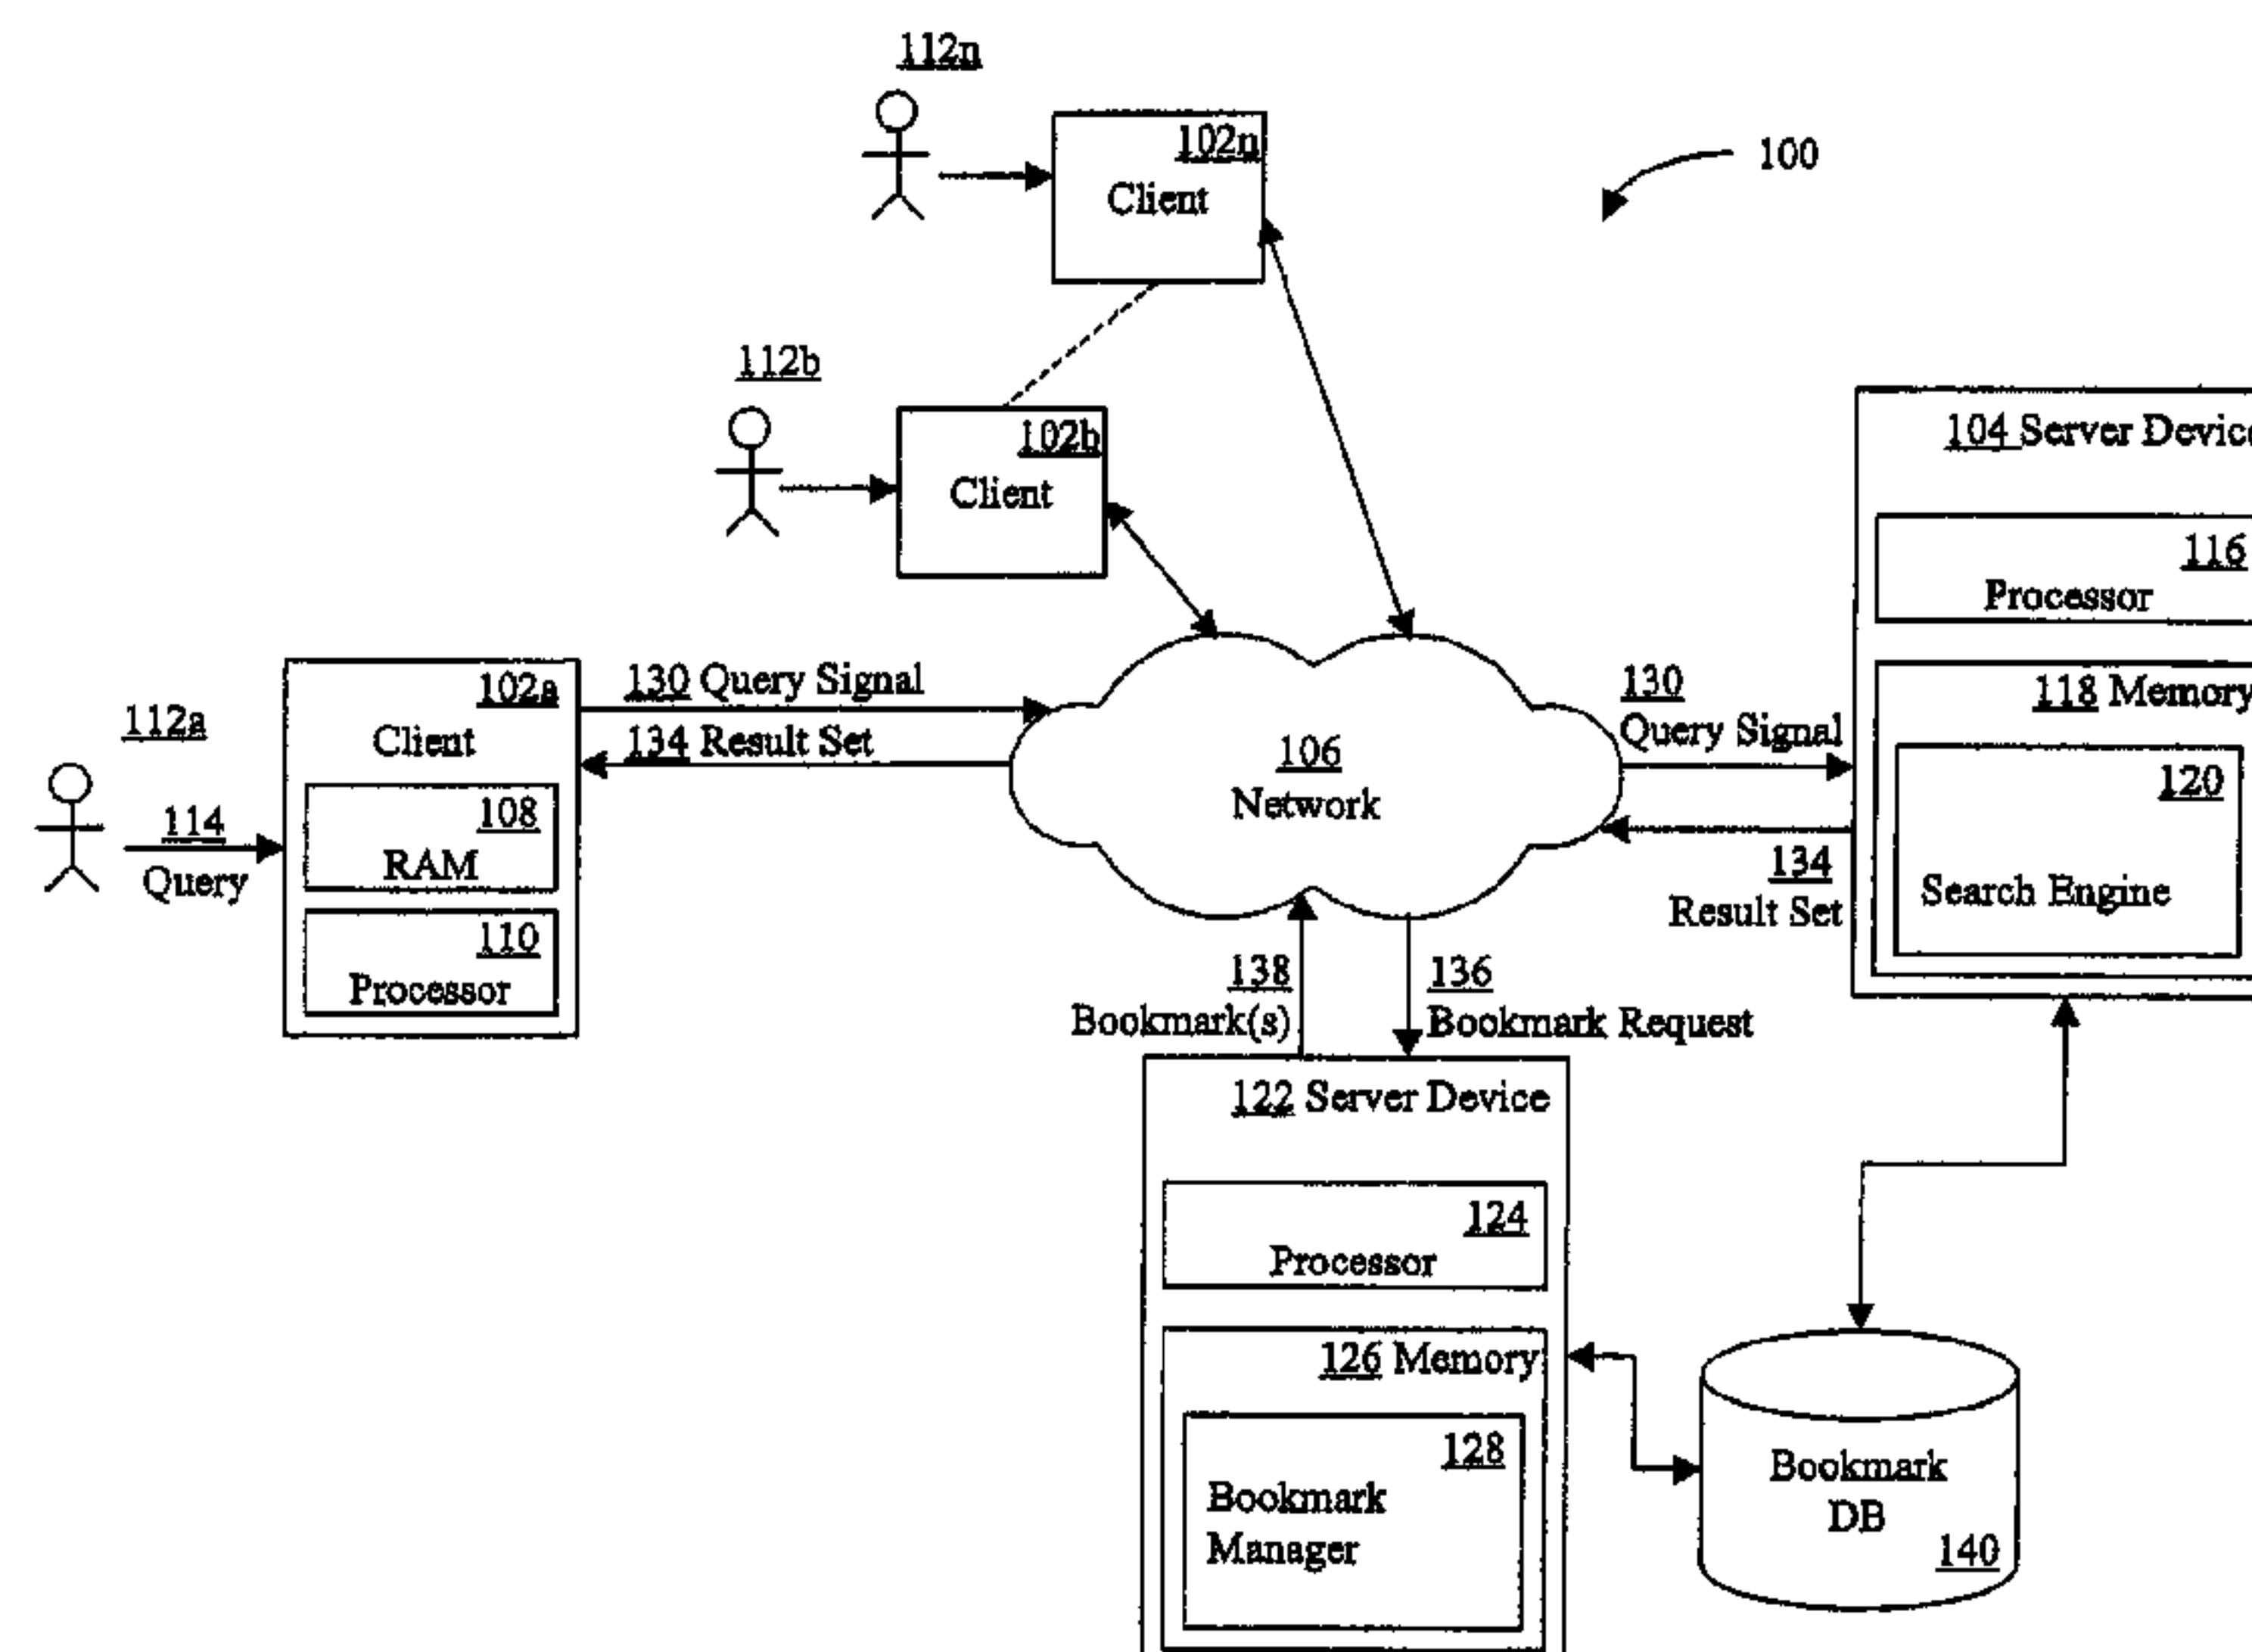 112n
102n
Client
100
112b
102b
Client
104 Server Device
116
Processor
118 Memory
120
Search Engine
112a
114
Query
102a
Client
108
RAM
110
Processor
130 Query Signal
134 Result Set
106
Network
130
Query Signal
134
Result Set
138
Bookmark(s)
136
Bookmark Request
122 Server Device
124
Processor
126 Memory
128
Bookmark
Manager
Bookmark
DB
140